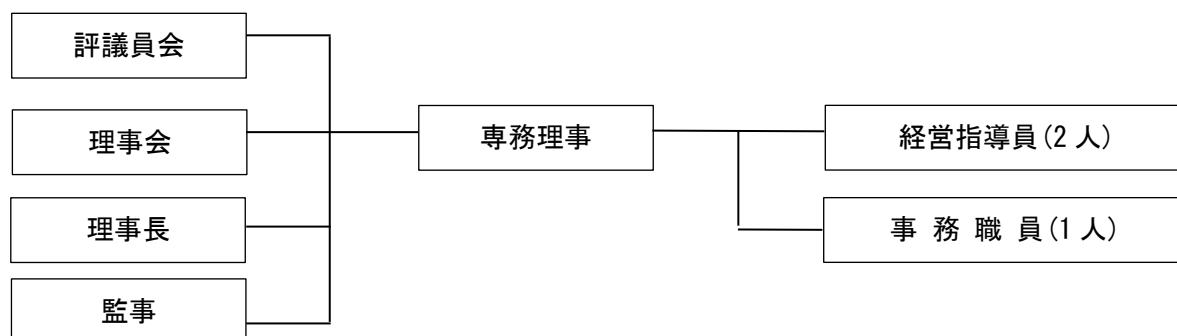 評議員会
理事会
専務理事
経営指導員(2人)
理事長
事 務 職 員(1人)
監事